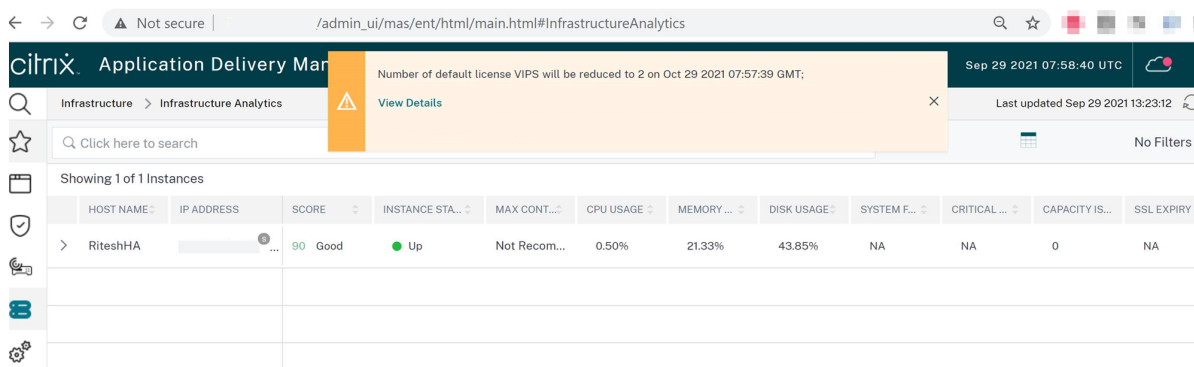 Not secure
/admin_ui/mas/ent/html/main.html#InfrastructureAnalytics
citrix. Application Delivery Mar
Number of default license VIPS will be reduced to 2 on Oct 29 2021 07:57:39 GMT;
View Details
Sep 29 2021 07:58:40 UTC
Infrastructure > Infrastructure Analytics
Last updated Sep 29 2021 13:23:12
Click here to search
No Filters
Showing 1 of 1 Instances
HOST NAME IP ADDRESS SCORE INSTANCE STA... MAX CONT... CPU USAGE MEMORY ... DISK USAGE SYSTEM F... CRITICAL ... CAPACITY IS... SSL EXPIRY
RiteshHA S ... 90 Good Up Not Recom... 0.50% 21.33% 43.85% NA NA 0 NA